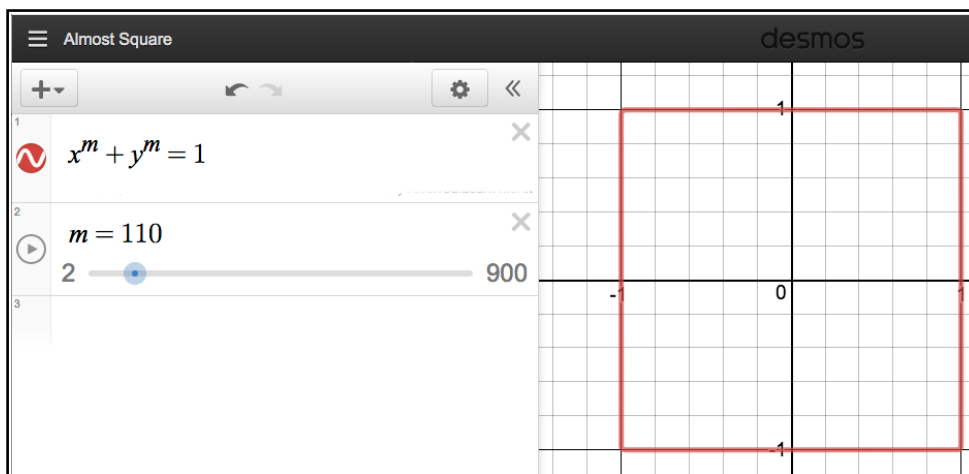 Almost Square
desmos
1
x^m + y^m = 1
2
m = 110
2
900
3
1
-1
0
1
-1